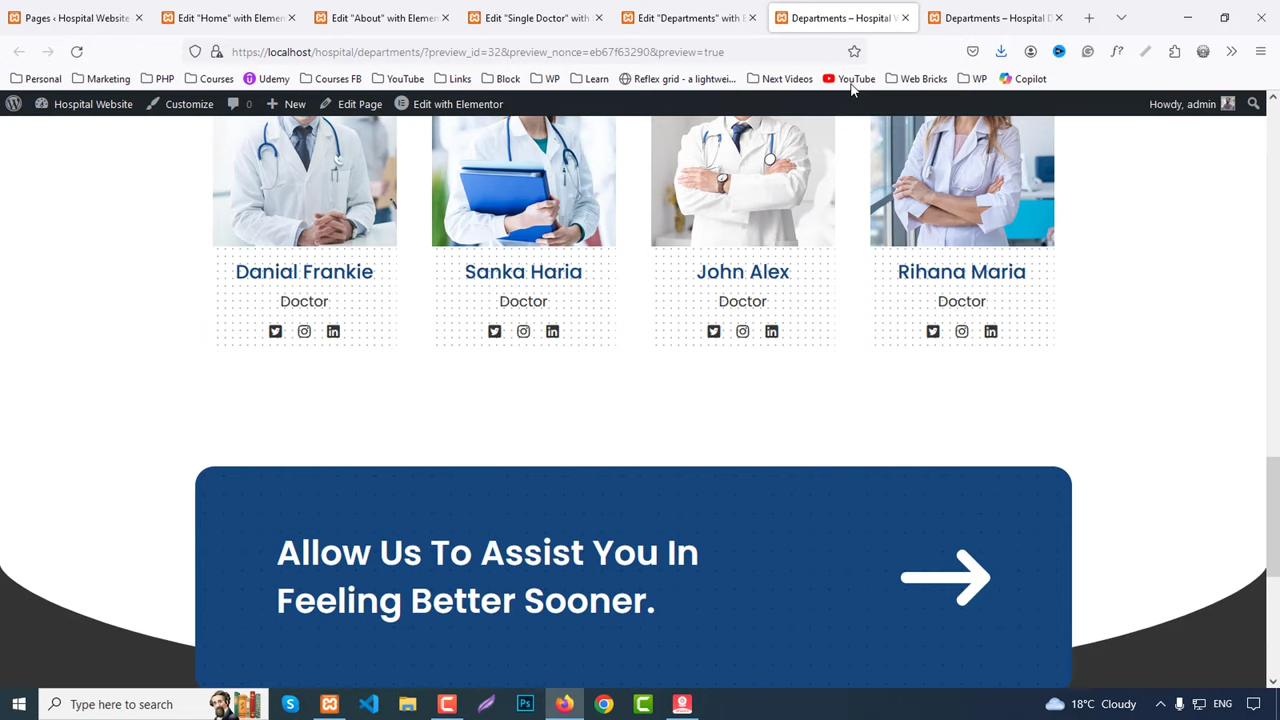 Pages ‹ Hospital Website
Edit "Home" with Elemen
Edit "About" with Elemen
Edit "Single Doctor" with
Edit "Departments" with E
Departments – Hospital W
Departments – Hospital D
https://localhost/hospital/departments/?preview_id=32&preview_nonce=eb67f63290&preview=true
Personal
Marketing
PHP
Courses
Udemy
Courses FB
YouTube
Links
Block
WP
Learn
Reflex grid - a lightwei...
Next Videos
YouTube
Web Bricks
WP
Copilot
Hospital Website
Customize
0
New
Edit Page
Edit with Elementor
Howdy, admin
Danial Frankie
Doctor
Sanka Haria
Doctor
John Alex
Doctor
Rihana Maria
Doctor
Allow Us To Assist You In
Feeling Better Sooner.
Type here to search
18°C Cloudy
ENG